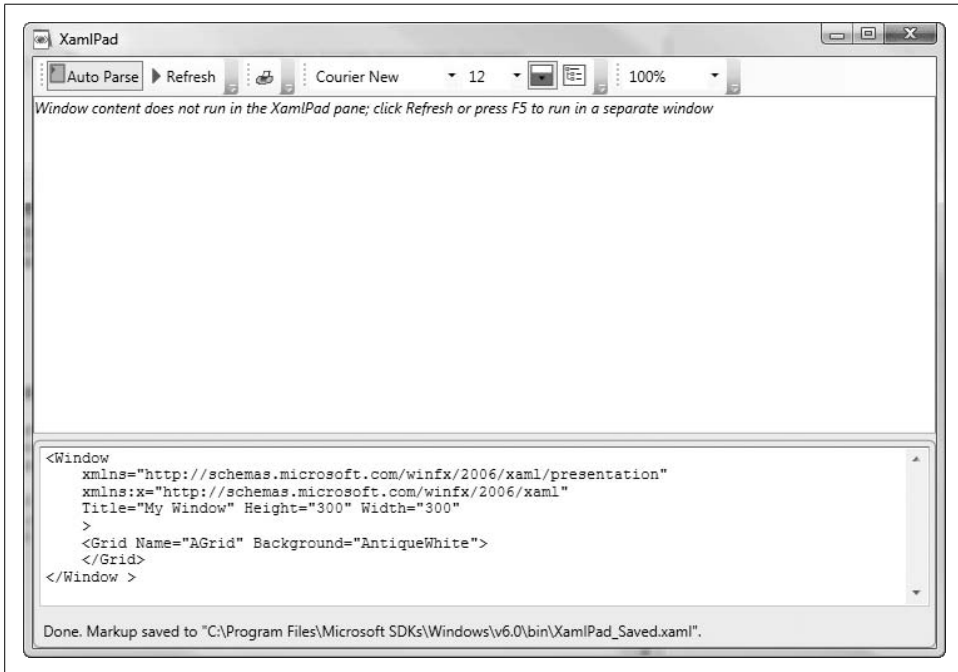 XamlPad
Auto Parse Refresh Courier New 12 100%
Window content does not run in the XamlPad pane; click Refresh or press F5 to run in a separate window
<Window
xmlns="http://schemas.microsoft.com/winfx/2006/xaml/presentation"
xmlns:x="http://schemas.microsoft.com/winfx/2006/xaml"
Title="My Window" Height="300" Width="300"
>
<Grid Name="AGrid" Background="AntiqueWhite">
</Grid>
</Window >
Done. Markup saved to "C:\Program Files\Microsoft SDKs\Windows\v6.0\bin\XamlPad_Saved.xaml".